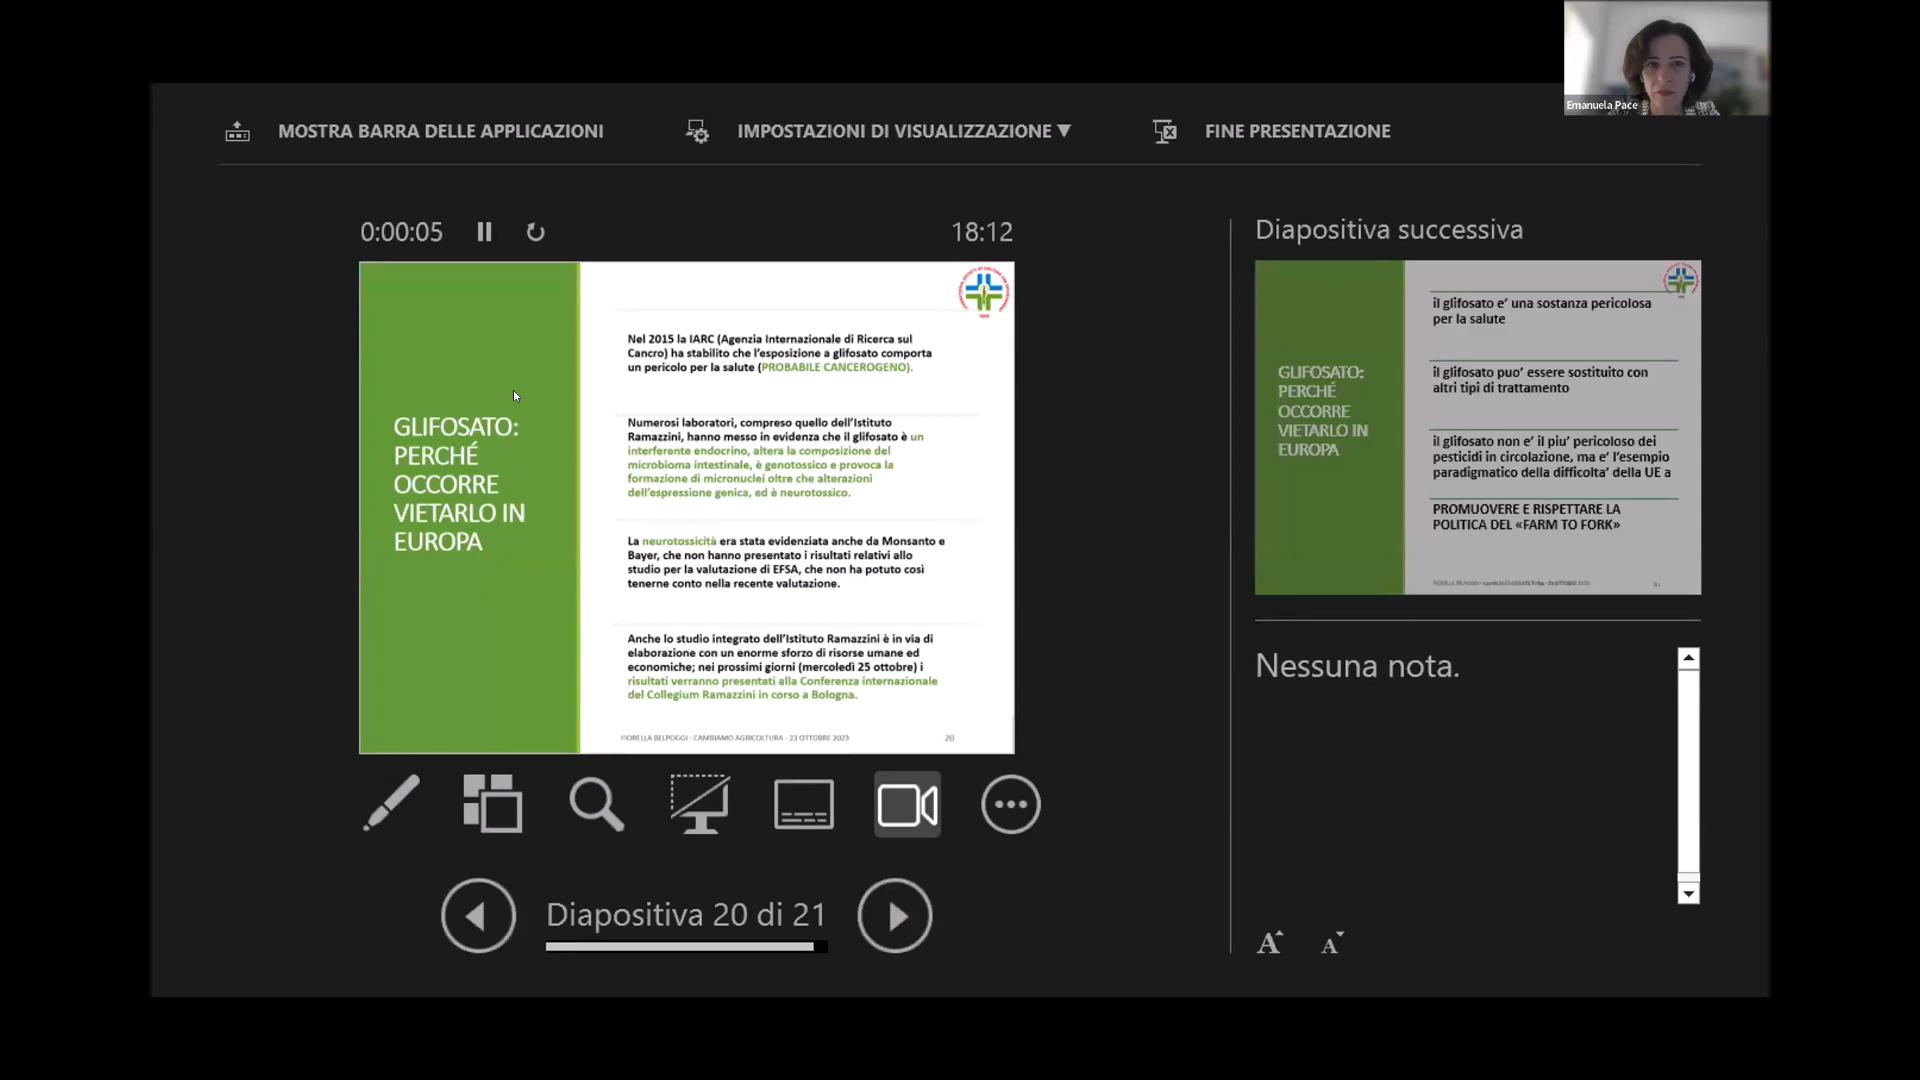 Emanuela Pace
MOSTRA BARRA DELLE APPLICAZIONI
IMPOSTAZIONI DI VISUALIZZAZIONE ▼
FINE PRESENTAZIONE
0:00:05
18:12
GLIFOSATO:
PERCHÉ
OCCORRE
VIETARLO IN
EUROPA
Nel 2015 la IARC (Agenzia Internazionale di Ricerca sul
Cancro) ha stabilito che l'esposizione a glifosato comporta
un pericolo per la salute (PROBABILE CANCEROGENO).
Numerosi laboratori, compreso quello dell'Istituto
Ramazzini, hanno messo in evidenza che il glifosato è un
interferente endocrino, altera la composizione del
microbioma intestinale, è genotossico e provoca la
formazione di micronuclei oltre che alterazioni
dell'espressione genica, ed è neurotossico.
La neurotossicità era stata evidenziata anche da Monsanto e
Bayer, che non hanno presentato i risultati relativi allo
studio per la valutazione di EFSA, che non ha potuto così
tenerne conto nella recente valutazione.
Anche lo studio integrato dell'Istituto Ramazzini è in via di
elaborazione con un enorme sforzo di risorse umane ed
economiche; nei prossimi giorni (mercoledì 25 ottobre) i
risultati verranno presentati alla Conferenza internazionale
del Collegium Ramazzini in corso a Bologna.
FIORELLA BELPOGGI - CAMBIAMO AGRICOLTURA - 23 OTTOBRE 2023
20
Diapositiva 20 di 21
Diapositiva successiva
GLIFOSATO:
PERCHÉ
OCCORRE
VIETARLO IN
EUROPA
il glifosato e' una sostanza pericolosa
per la salute
il glifosato puo' essere sostituito con
altri tipi di trattamento
il glifosato non e' il piu' pericoloso dei
pesticidi in circolazione, ma e' l'esempio
paradigmatico della difficolta' della UE a
PROMUOVERE E RISPETTARE LA
POLITICA DEL «FARM TO FORK»
Nessuna nota.
A A